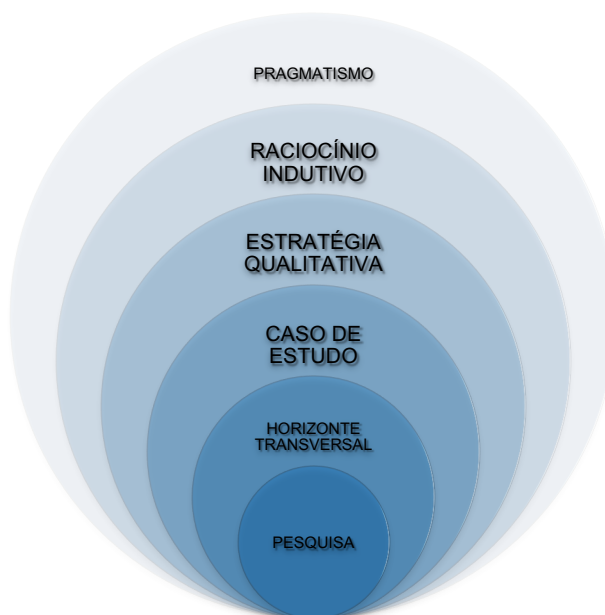 PRAGMATISMO
RACIOCÍNIO
INDUTIVO
ESTRATÉGIA
QUALITATIVA
CASO DE
ESTUDO
HORIZONTE
TRANSVERSAL
PESQUISA